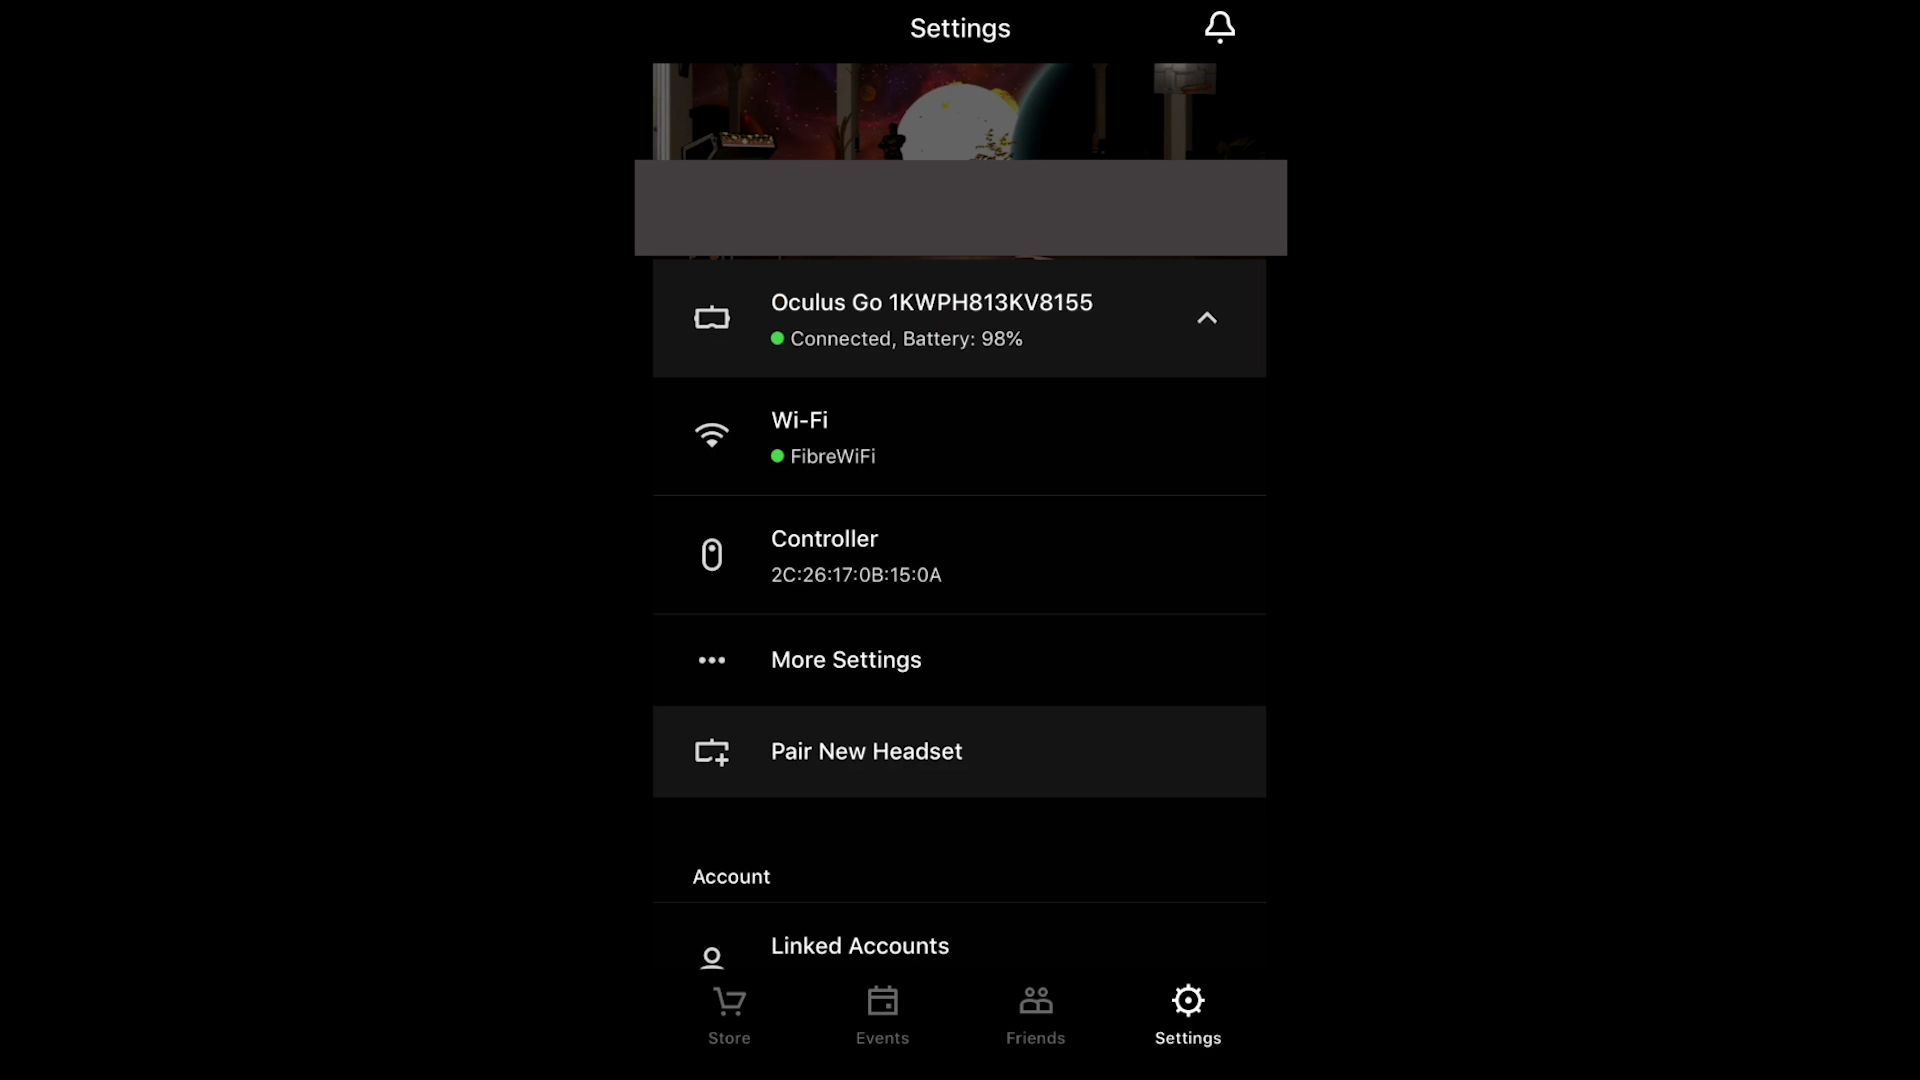 Settings
Oculus Go 1KWPH813KV8155
Connected, Battery: 98%
Wi-Fi
FibreWiFi
Controller
2C:26:17:0B:15:0A
More Settings
Pair New Headset
Account
Linked Accounts
Store
Events
Friends
Settings